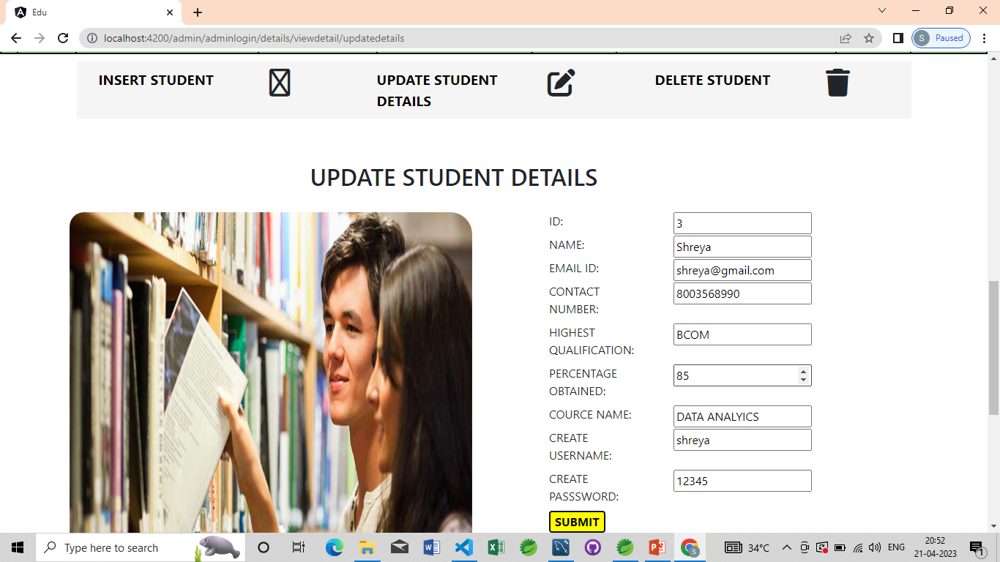 Edu
localhost:4200/admin/adminlogin/details/viewdetail/updatedetails
S Paused
INSERT STUDENT
UPDATE STUDENT
DETAILS
DELETE STUDENT
UPDATE STUDENT DETAILS
ID: 3
NAME: Shreya
EMAIL ID: shreya@gmail.com
CONTACT
NUMBER: 8003568990
HIGHEST
QUALIFICATION: BCOM
PERCENTAGE
OBTAINED: 85
COURCE NAME: DATA ANALYICS
CREATE
USERNAME: shreya
CREATE
PASSSWORD: 12345
SUBMIT
Type here to search
34°C
ENG
20:52
21-04-2023
1